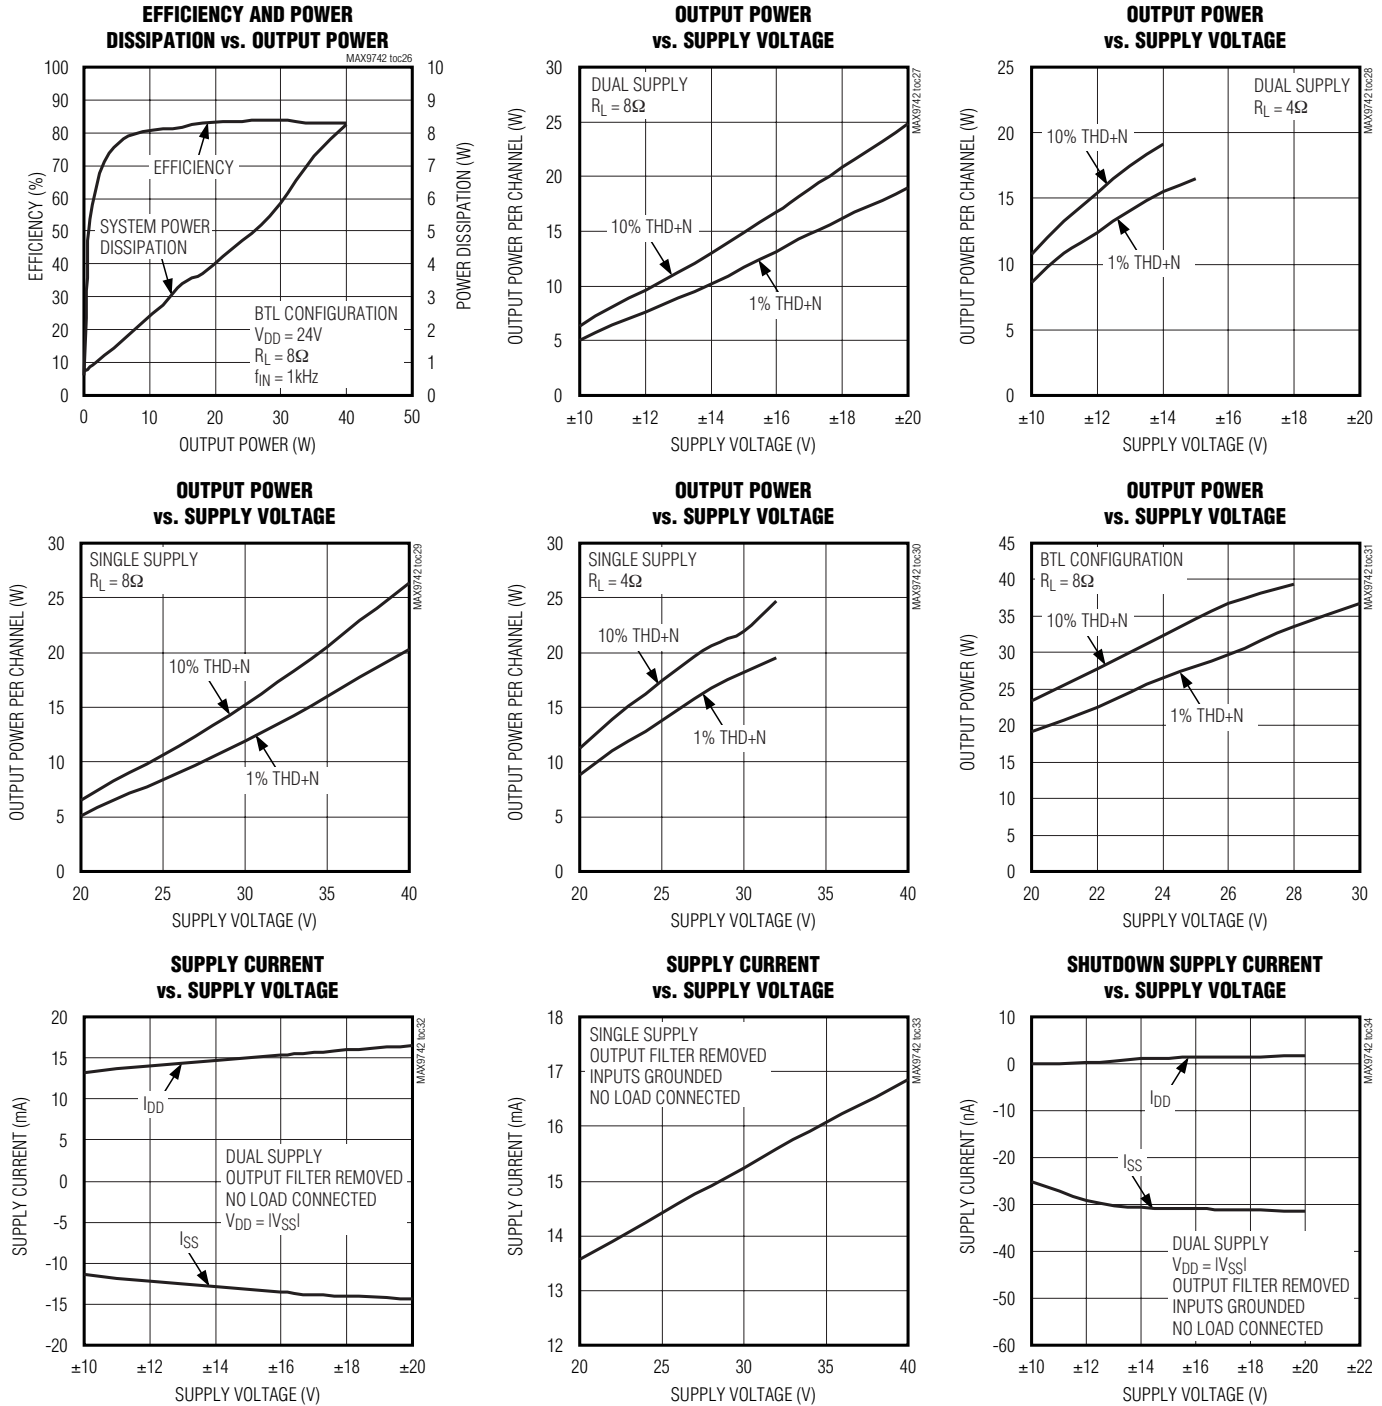 EFFICIENCY AND POWER
DISSIPATION vs. OUTPUT POWER
MAX9742 toc26
EFFICIENCY (%)
100
90
80
70
60
50
40
30
20
10
0
10
9
8
7
6
5
4
3
2
1
0
POWER DISSIPATION (W)
EFFICIENCY
SYSTEM POWER
DISSIPATION
BTL CONFIGURATION
VDD = 24V
RL = 8Ω
fIN = 1kHz
0 10 20 30 40 50
OUTPUT POWER (W)
OUTPUT POWER
vs. SUPPLY VOLTAGE
MAX9742 toc27
OUTPUT POWER PER CHANNEL (W)
30
25
20
15
10
5
0
DUAL SUPPLY
RL = 8Ω
10% THD+N
1% THD+N
±10 ±12 ±14 ±16 ±18 ±20
SUPPLY VOLTAGE (V)
OUTPUT POWER
vs. SUPPLY VOLTAGE
MAX9742 toc28
OUTPUT POWER PER CHANNEL (W)
25
20
15
10
5
0
DUAL SUPPLY
RL = 4Ω
10% THD+N
1% THD+N
±10 ±12 ±14 ±16 ±18 ±20
SUPPLY VOLTAGE (V)
OUTPUT POWER
vs. SUPPLY VOLTAGE
MAX9742 toc29
OUTPUT POWER PER CHANNEL (W)
30
25
20
15
10
5
0
SINGLE SUPPLY
RL = 8Ω
10% THD+N
1% THD+N
20 25 30 35 40
SUPPLY VOLTAGE (V)
OUTPUT POWER
vs. SUPPLY VOLTAGE
MAX9742 toc30
OUTPUT POWER PER CHANNEL (W)
30
25
20
15
10
5
0
SINGLE SUPPLY
RL = 4Ω
10% THD+N
1% THD+N
20 25 30 35 40
SUPPLY VOLTAGE (V)
OUTPUT POWER
vs. SUPPLY VOLTAGE
MAX9742 toc31
OUTPUT POWER (W)
45
40
35
30
25
20
15
10
5
0
BTL CONFIGURATION
RL = 8Ω
10% THD+N
1% THD+N
20 22 24 26 28 30
SUPPLY VOLTAGE (V)
SUPPLY CURRENT
vs. SUPPLY VOLTAGE
MAX9742 toc32
SUPPLY CURRENT (mA)
20
15
10
5
0
-5
-10
-15
-20
IDD
DUAL SUPPLY
OUTPUT FILTER REMOVED
NO LOAD CONNECTED
VDD = |VSS|
ISS
±10 ±12 ±14 ±16 ±18 ±20
SUPPLY VOLTAGE (V)
SUPPLY CURRENT
vs. SUPPLY VOLTAGE
MAX9742 toc33
SUPPLY CURRENT (mA)
18
17
16
15
14
13
12
SINGLE SUPPLY
OUTPUT FILTER REMOVED
INPUTS GROUNDED
NO LOAD CONNECTED
20 25 30 35 40
SUPPLY VOLTAGE (V)
SHUTDOWN SUPPLY CURRENT
vs. SUPPLY VOLTAGE
MAX9742 toc34
SUPPLY CURRENT (nA)
10
0
-10
-20
-30
-40
-50
-60
IDD
ISS
DUAL SUPPLY
VDD = |VSS|
OUTPUT FILTER REMOVED
INPUTS GROUNDED
NO LOAD CONNECTED
±10 ±12 ±14 ±16 ±18 ±20 ±22
SUPPLY VOLTAGE (V)